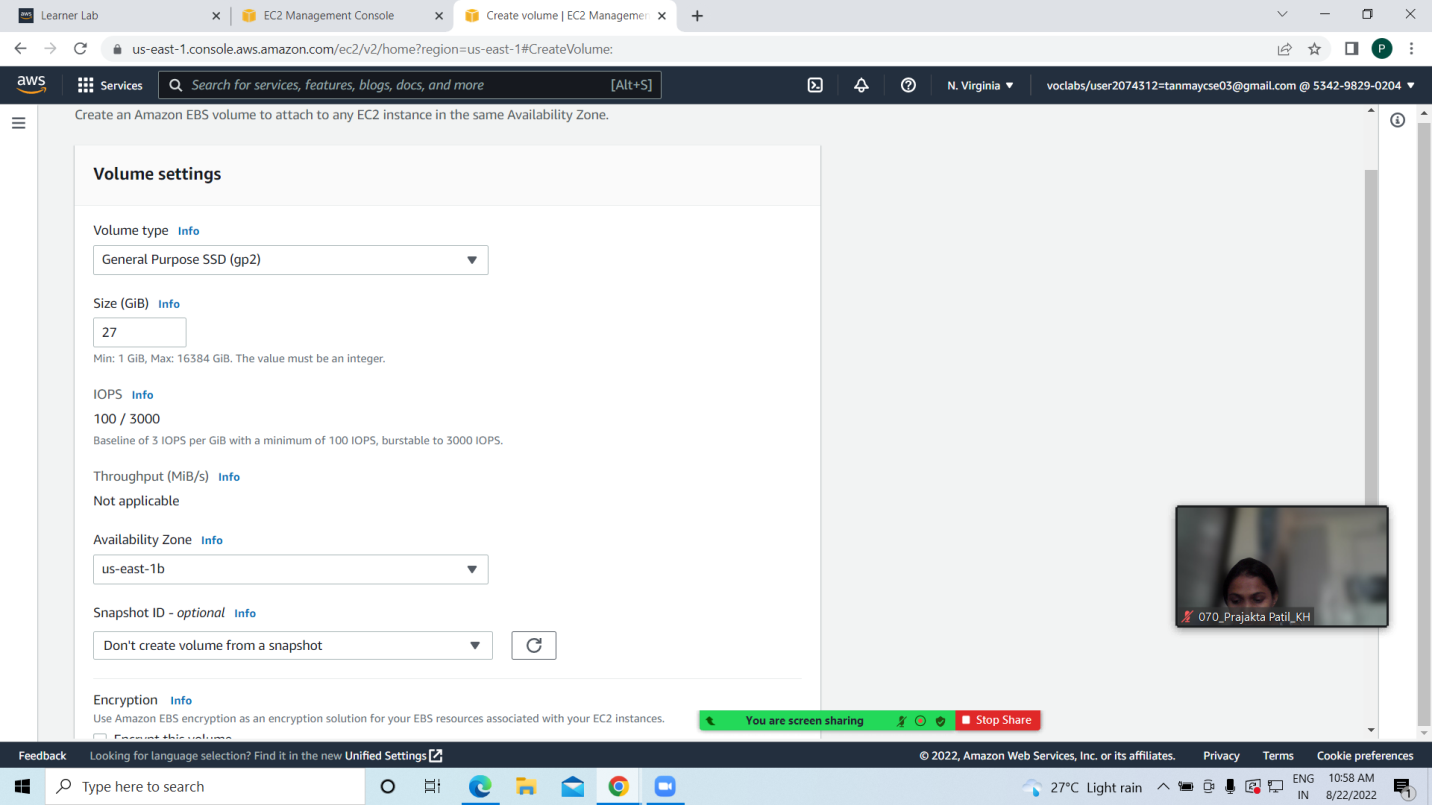 Learner Lab
EC2 Management Console
Create volume | EC2 Managemen
us-east-1.console.aws.amazon.com/ec2/v2/home?region=us-east-1#CreateVolume:
P
aws
Services
Search for services, features, blogs, docs, and more
[Alt+S]
N. Virginia
voclabs/user2074312=tanmaycse03@gmail.com @ 5342-9829-0204
Create an Amazon EBS volume to attach to any EC2 instance in the same Availability Zone.
Volume settings
Volume type Info
General Purpose SSD (gp2)
Size (GiB) Info
27
Min: 1 GiB, Max: 16384 GiB. The value must be an integer.
IOPS Info
100 / 3000
Baseline of 3 IOPS per GiB with a minimum of 100 IOPS, burstable to 3000 IOPS.
Throughput (MiB/s) Info
Not applicable
Availability Zone Info
us-east-1b
Snapshot ID - optional Info
Don't create volume from a snapshot
070_Prajakta Patil_KH
Encryption Info
Use Amazon EBS encryption as an encryption solution for your EBS resources associated with your EC2 instances.
Encrypt this volume
You are screen sharing
Stop Share
Feedback
Looking for language selection? Find it in the new Unified Settings
© 2022, Amazon Web Services, Inc. or its affiliates.
Privacy
Terms
Cookie preferences
Type here to search
27°C Light rain
ENG
IN
10:58 AM
8/22/2022
1